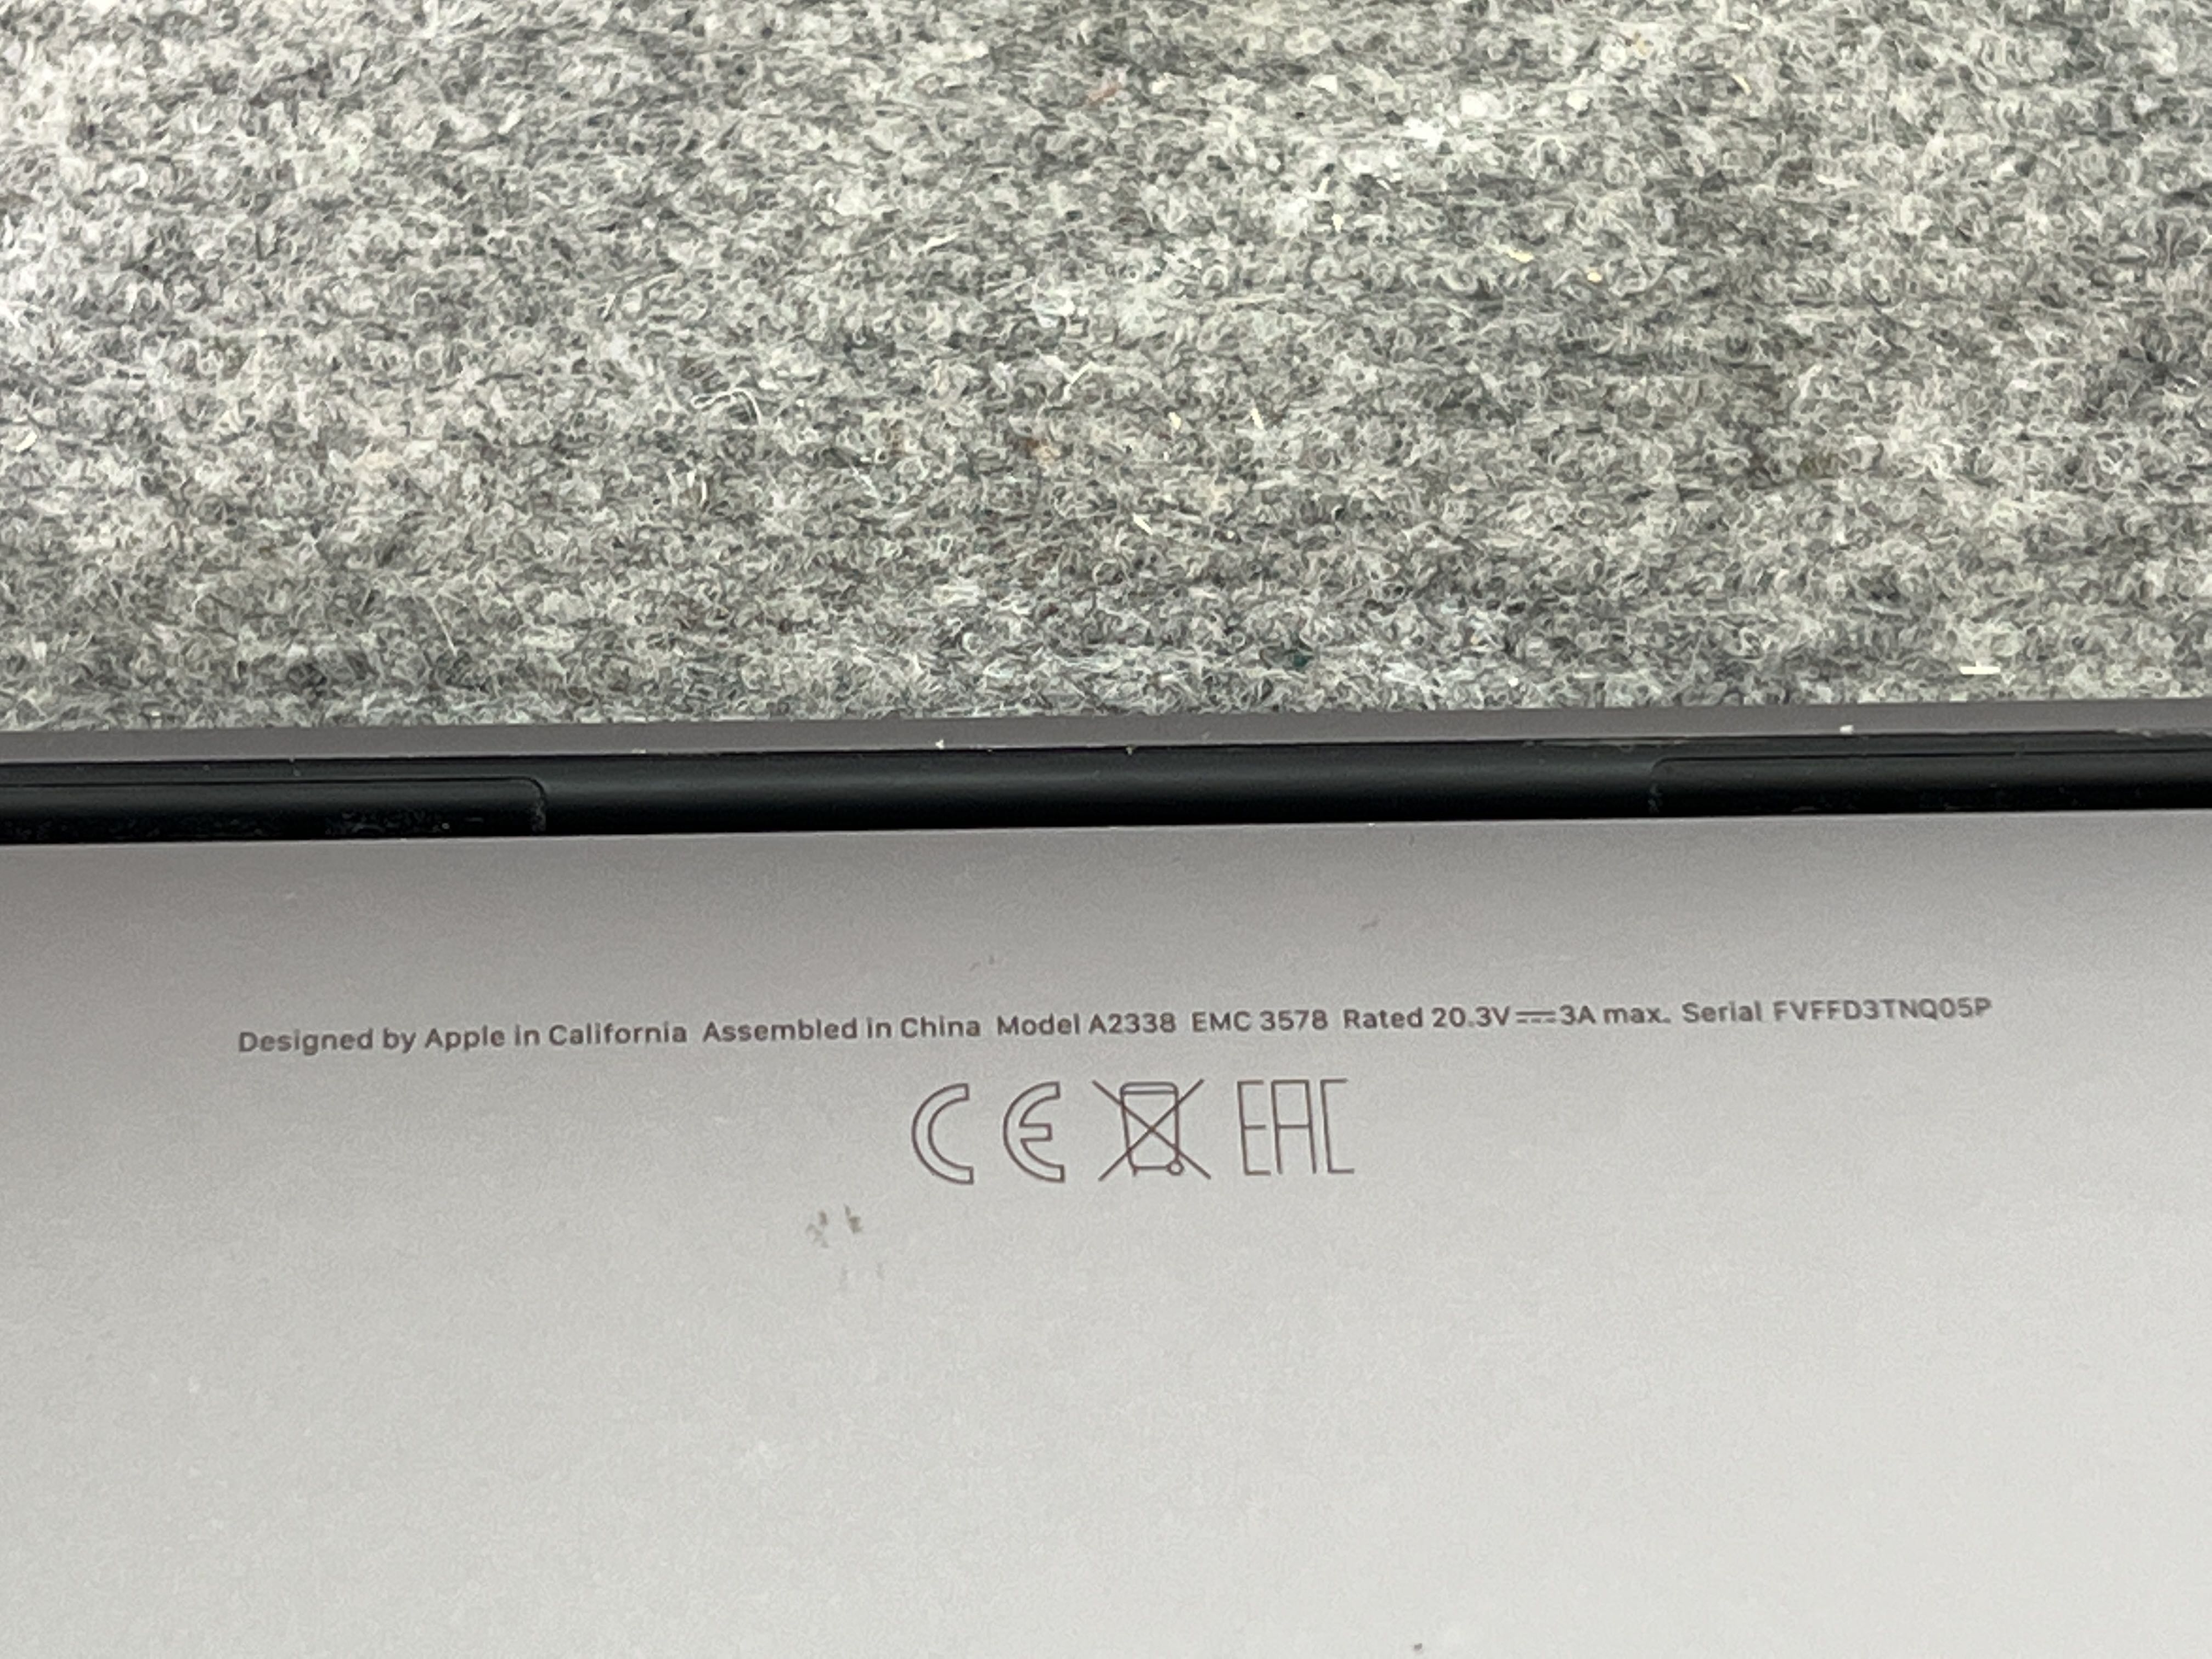 Designed by Apple in California Assembled in China Model A2338 EMC 3578 Rated 20.3V⎓3A max. Serial FVFFD3TNQ05P
CE EAC